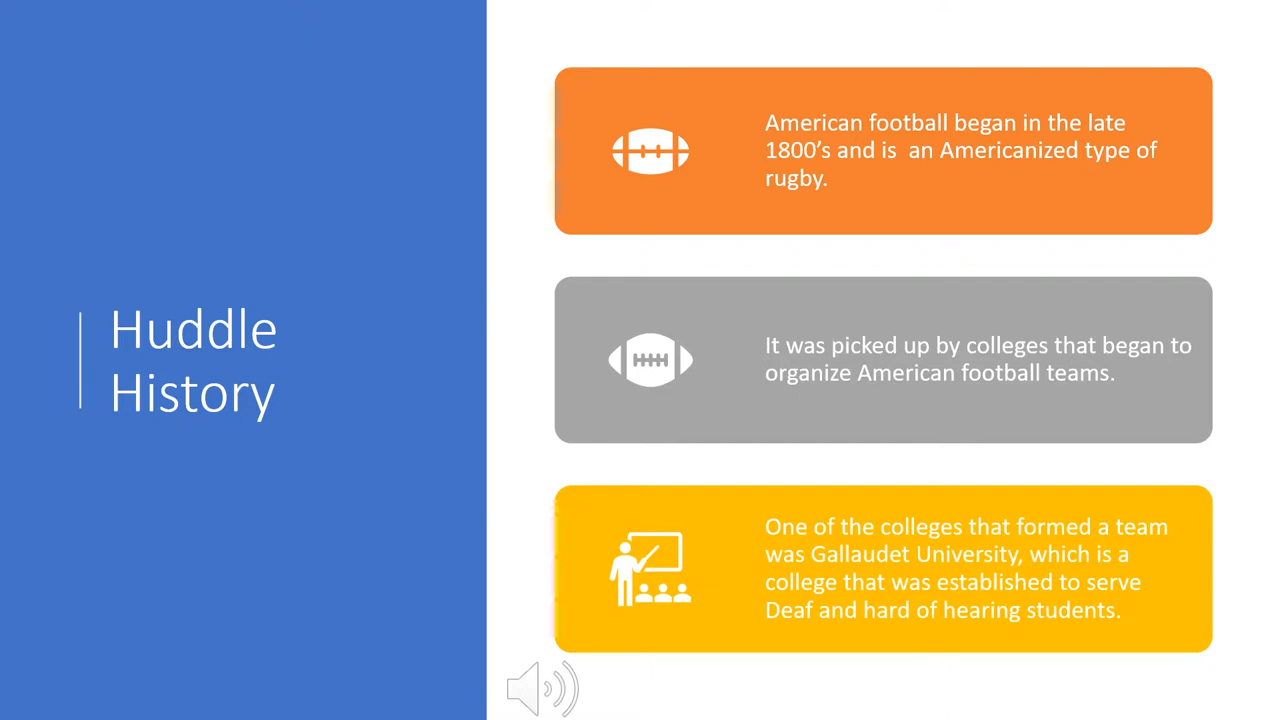 Huddle
History
American football began in the late
1800’s and is  an Americanized type of
rugby.
It was picked up by colleges that began to
organize American football teams.
One of the colleges that formed a team
was Gallaudet University, which is a
college that was established to serve
Deaf and hard of hearing students.